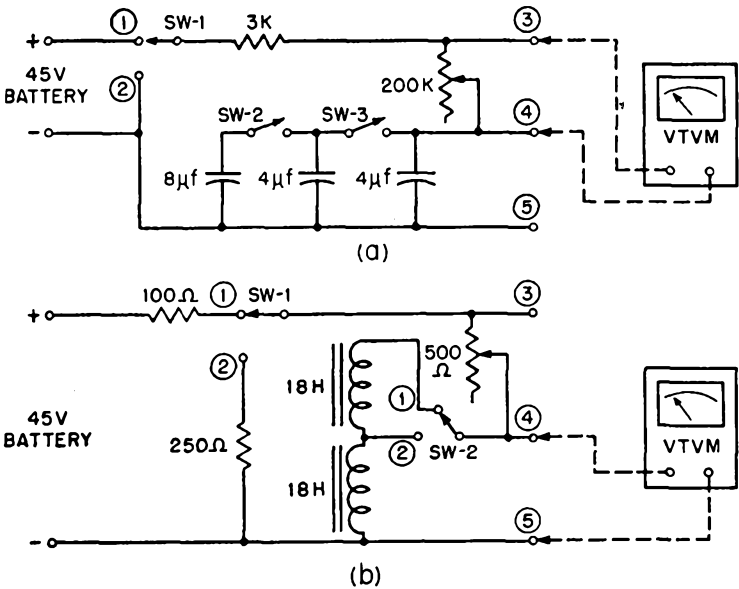 ① SW-1 3K ③
+
45V
BATTERY
②
200K
SW-2 SW-3 ④
-
VTVM
8μf 4μf 4μf
⑤
(a)
100Ω ① SW-1 ③
+
②
500
Ω
18H
①
④
45V
BATTERY
250Ω
② SW-2
VTVM
18H
⑤
-
(b)